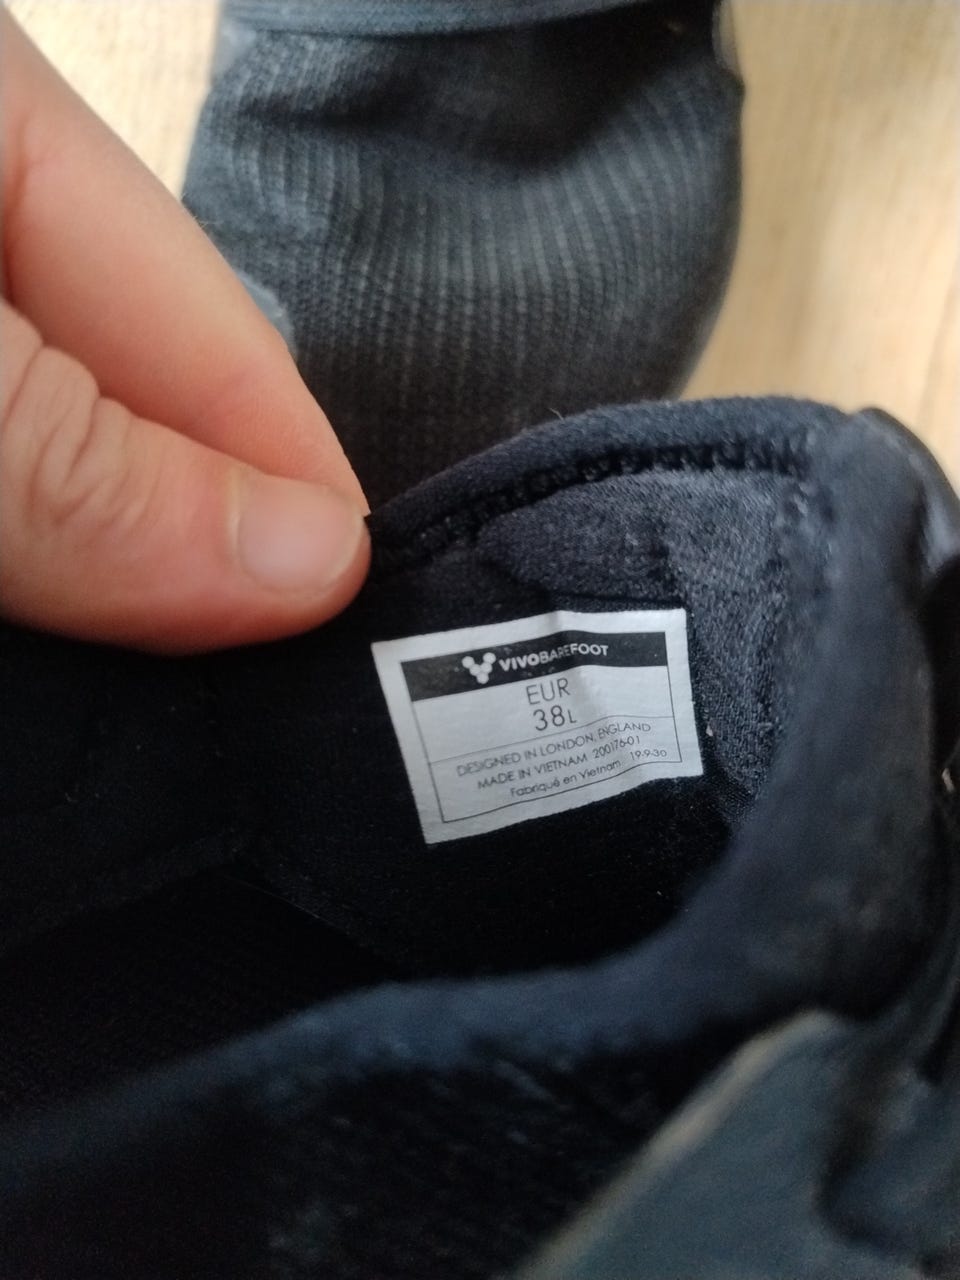 VIVOBAREFOOT
EUR
38L
DESIGNED IN LONDON, ENGLAND
MADE IN VIETNAM 200176-01
Fabriqué en Vietnam 19-9-30